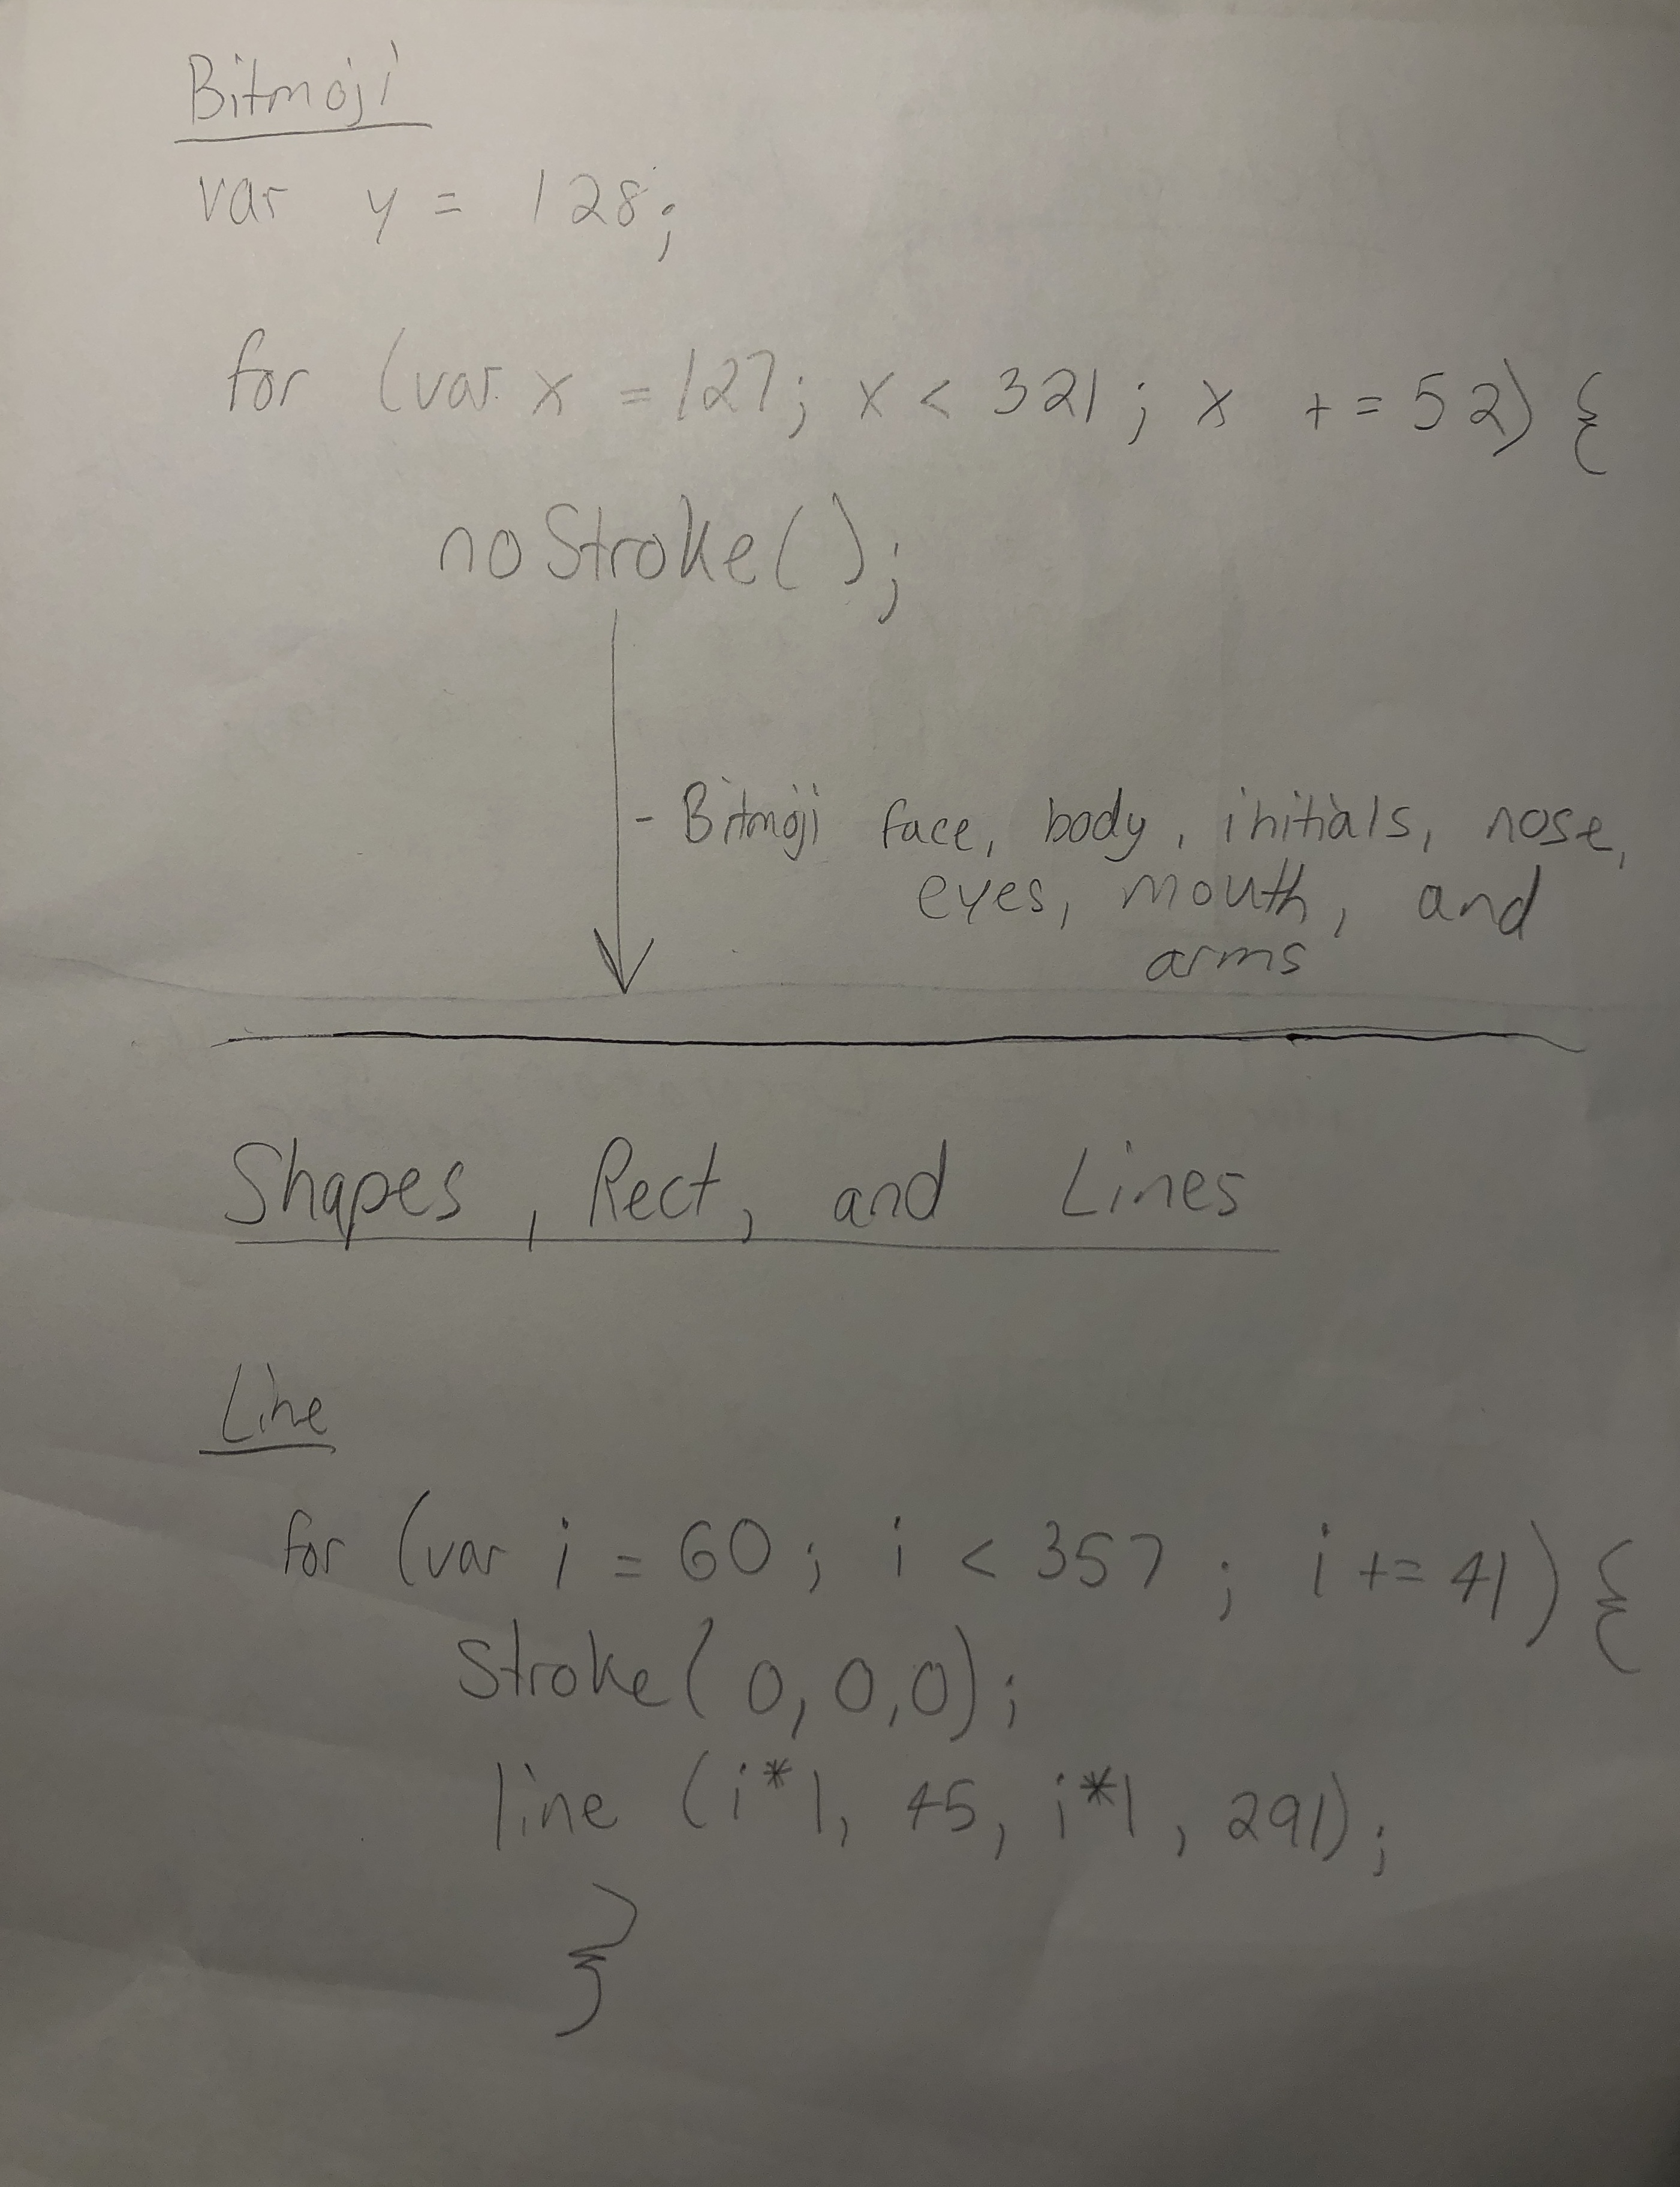 Bitmoji
var y = 128;
for (var x = 127; x < 321; x += 52) {
noStroke();
- Bitmoji face, body, initials, nose,
eyes, mouth, and
arms
Shapes, Rect, and Lines
Line
for (var i = 60; i < 357; i += 41) {
Stroke(0,0,0);
line (i*1, 45, i*1, 291);
}